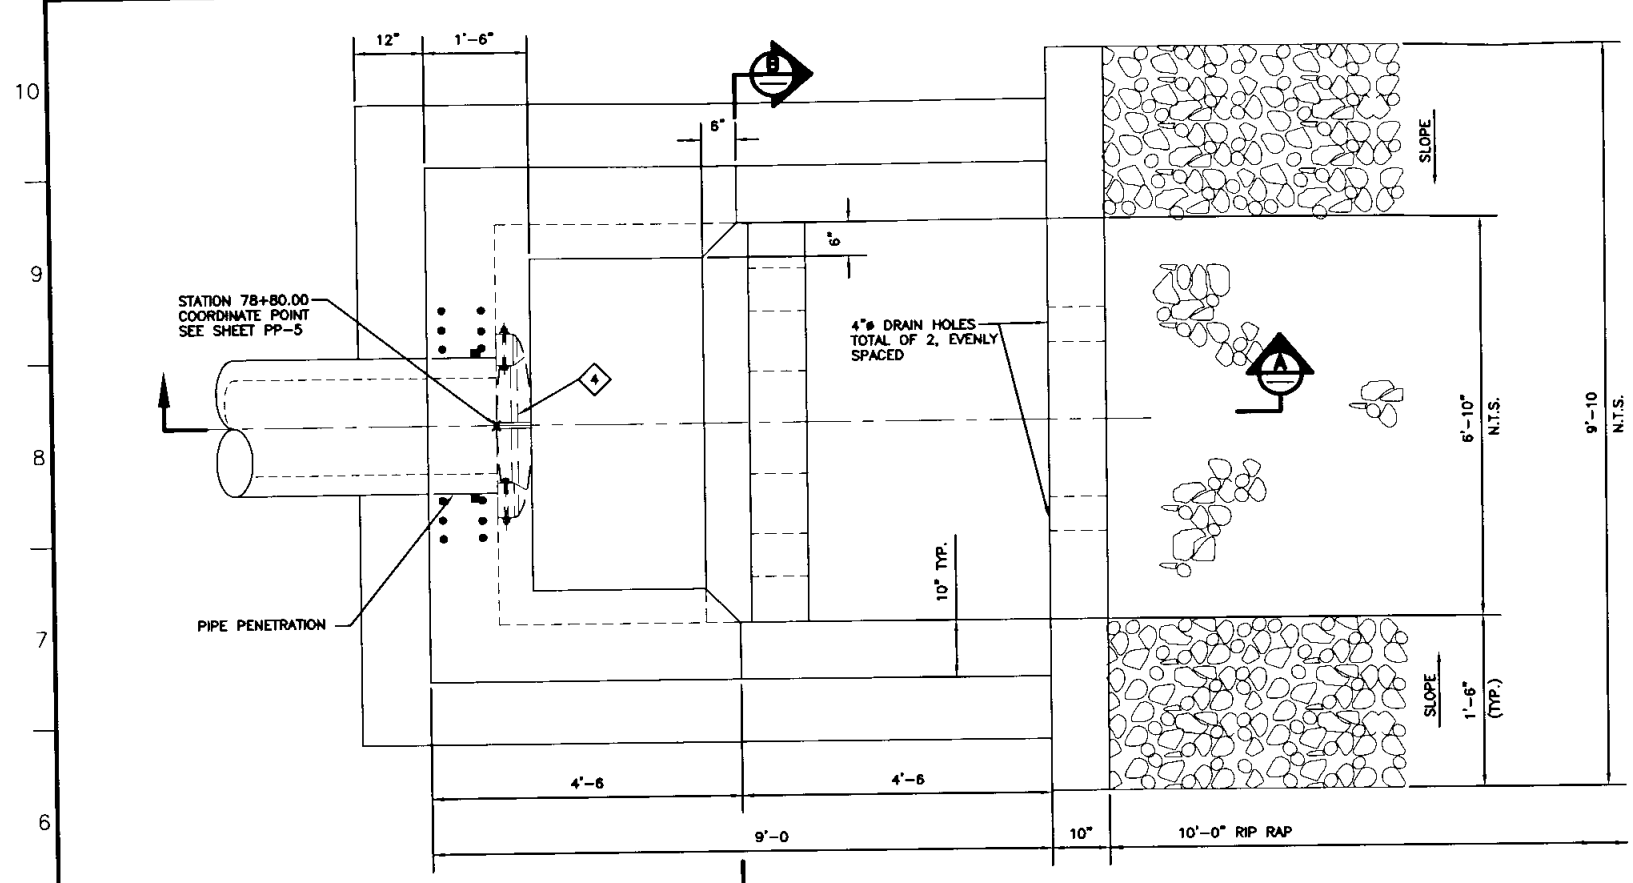 12"
1'-6"
B
10
6"
SLOPE
6"
9
STATION 78+80.00
COORDINATE POINT
SEE SHEET PP-5
4"ø DRAIN HOLES
TOTAL OF 2, EVENLY
SPACED
A
4
6'-10"
N.T.S.
9'-10
N.T.S.
8
10" TYP.
PIPE PENETRATION
7
SLOPE
1'-6"
(TYP.)
4'-6
4'-6
6
9'-0
10"
10'-0" RIP RAP